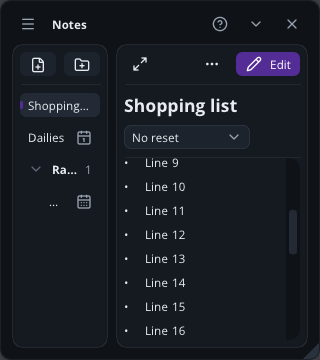 Notes
Shopping...
Dailies
Ra... 1
...
Edit
Shopping list
No reset
• Line 9
• Line 10
• Line 11
• Line 12
• Line 13
• Line 14
• Line 15
• Line 16